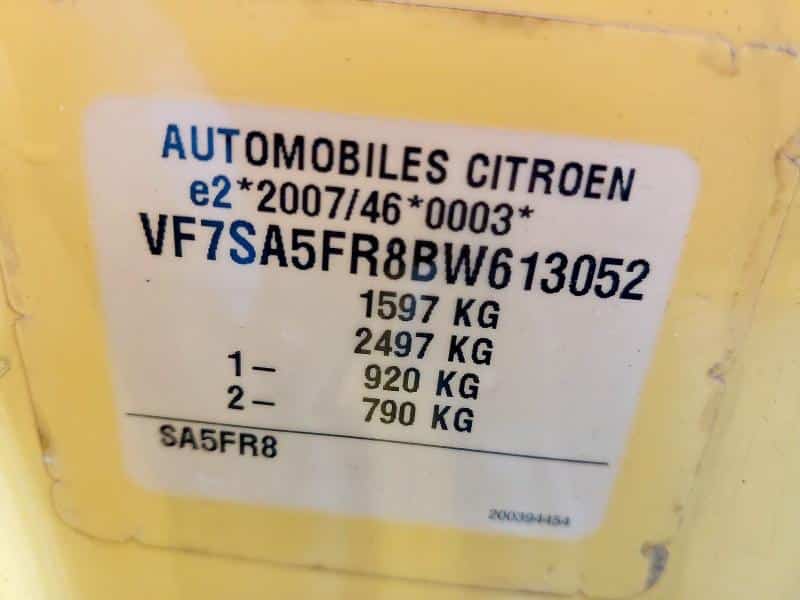 AUTOMOBILES CITROEN
e2*2007/46*0003*
VF7SA5FR8BW613052
1597 KG
2497 KG
1- 920 KG
2- 790 KG
SA5FR8
200394454